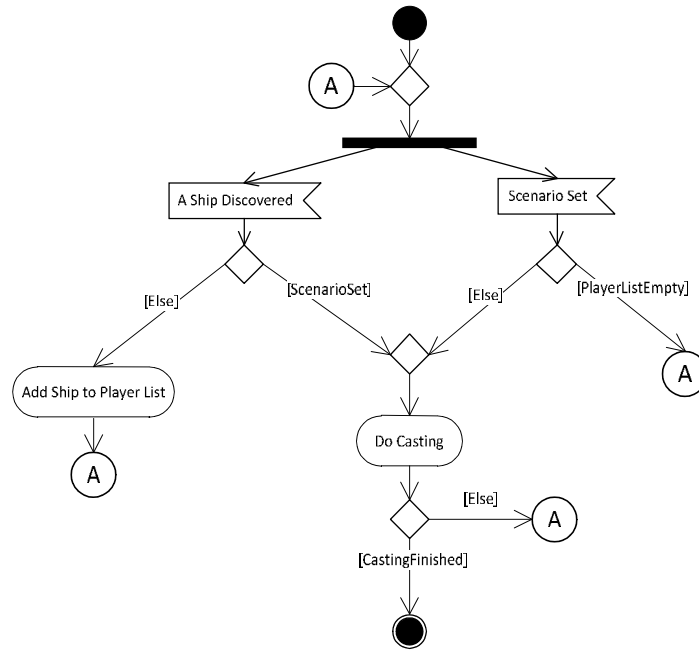 A
A Ship Discovered
Scenario Set
[Else]
[ScenarioSet]
[Else]
[PlayerListEmpty]
Add Ship to Player List
A
Do Casting
A
[Else]
A
[CastingFinished]